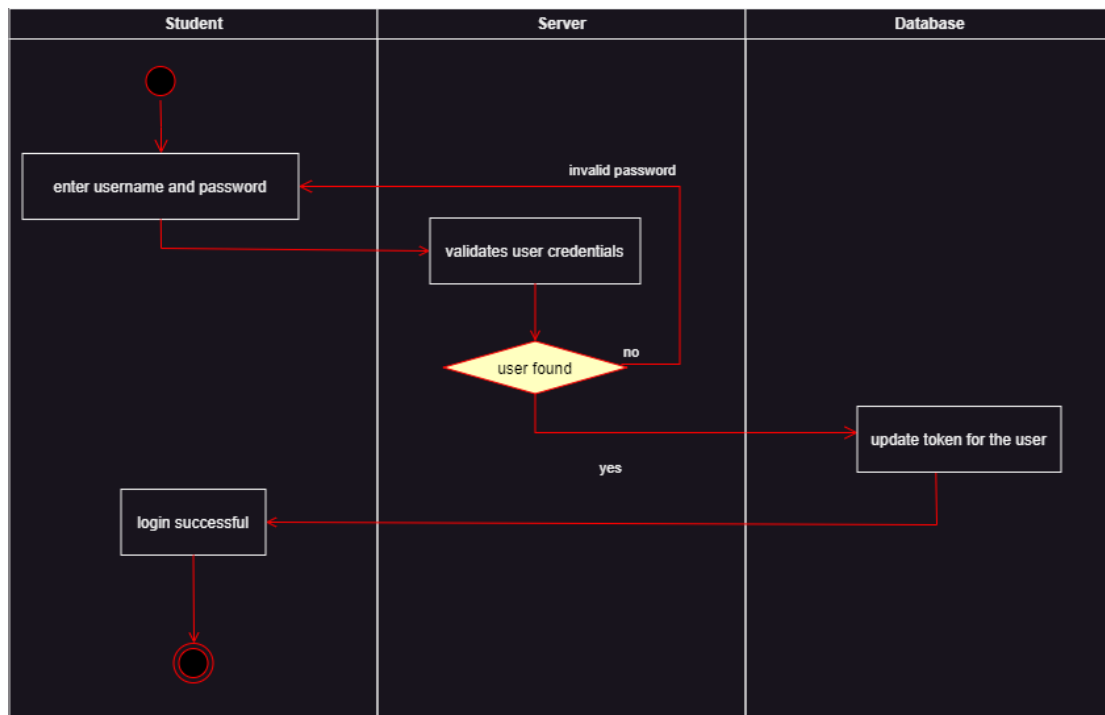 Student
Server
Database
enter username and password
invalid password
validates user credentials
no
user found
update token for the user
yes
login successful